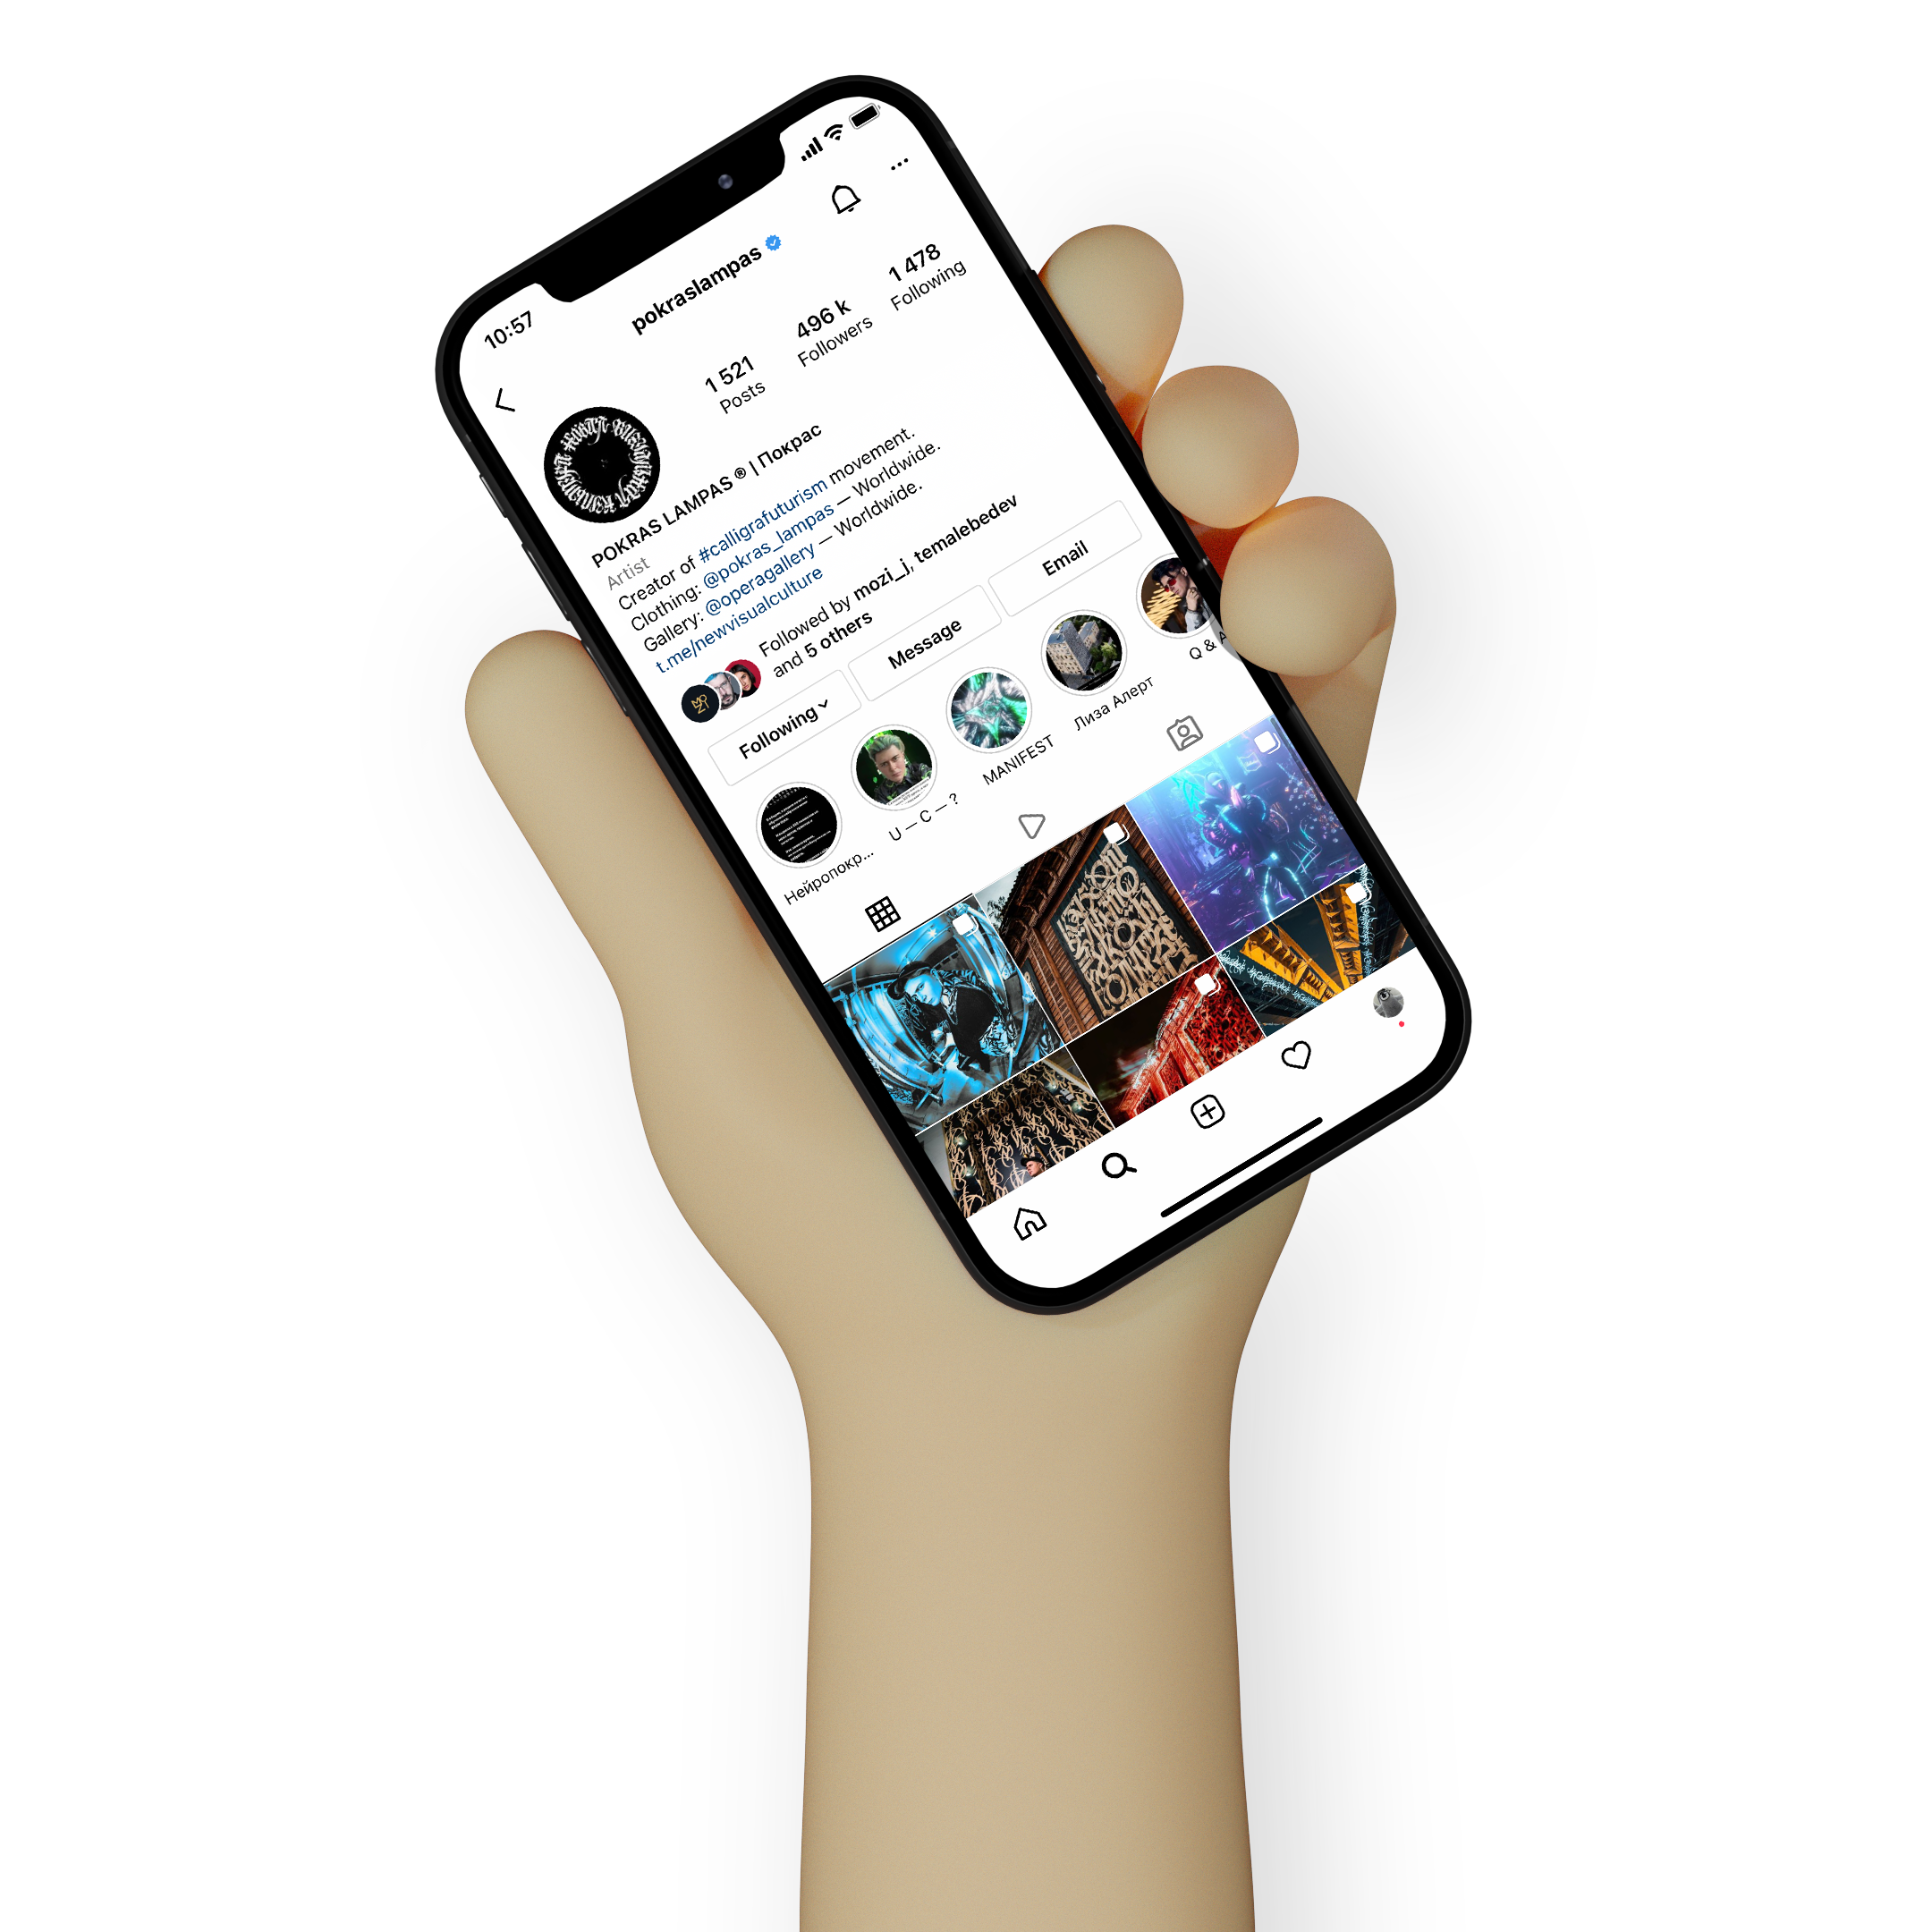 10:57
pokraslampas
1 521
Posts
496 k
Followers
1 478
Following
POKRAS LAMPAS ® | Покрас
Artist
Creator of #calligrafuturism movement.
Clothing: @pokras_lampas — Worldwide.
Gallery: @operagallery — Worldwide.
t.me/newvisualculture
Followed by mozi_j, temalebedev
and 5 others
Following
Message
Email
Нейропокр...
U — C — ?
MANIFEST
Лиза Алерт
Q & A